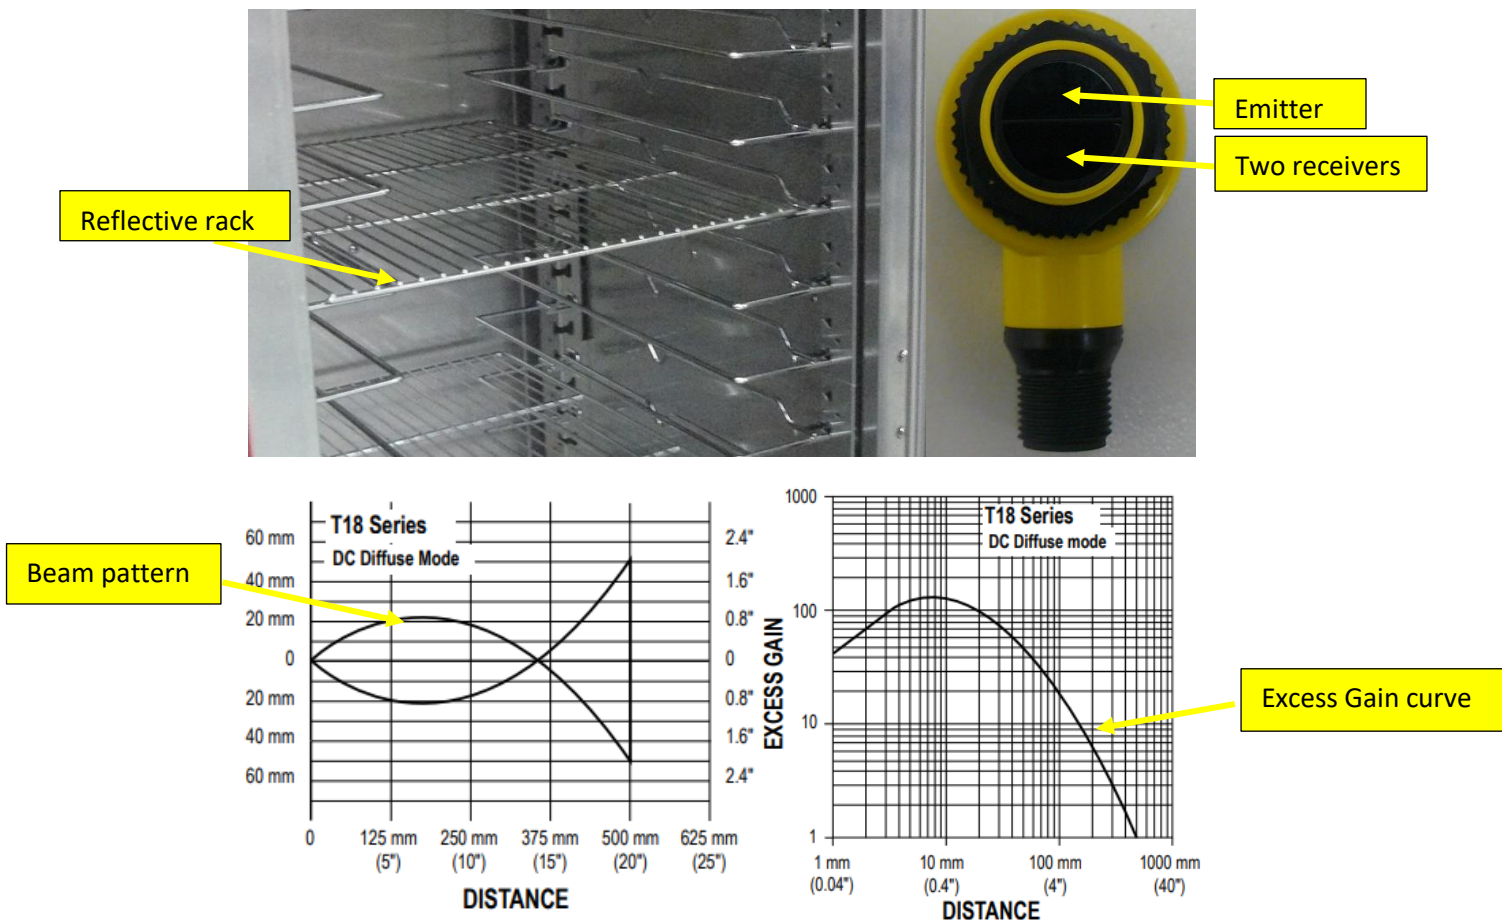 Emitter
Two receivers
Reflective rack
T18 Series
DC Diffuse Mode
60 mm
40 mm
20 mm
0
20 mm
40 mm
60 mm
2.4"
1.6"
0.8"
0
0.8"
1.6"
2.4"
0
125 mm
(5")
250 mm
(10")
375 mm
(15")
500 mm
(20")
625 mm
(25")
DISTANCE
Beam pattern
T18 Series
DC Diffuse mode
EXCESS GAIN
1000
100
10
1
1 mm
(0.04")
10 mm
(0.4")
100 mm
(4")
1000 mm
(40")
DISTANCE
Excess Gain curve